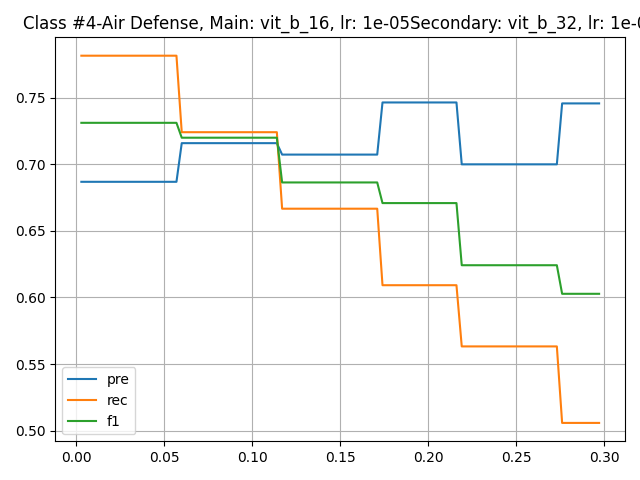 Class #4-Air Defense, Main: vit_b_16, lr: 1e-05Secondary: vit_b_32, lr: 1e-0
0.75
0.70
0.65
0.60
0.55
0.50
pre
rec
f1
0.00 0.05 0.10 0.15 0.20 0.25 0.30